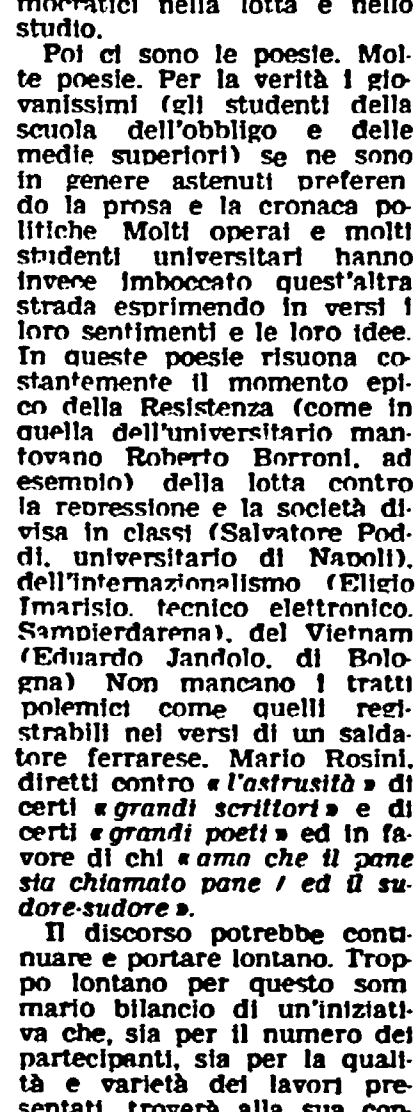 mocratici nella lotta e nello
studio.
Poi ci sono le poesie. Mol-
te poesie. Per la verità i gio-
vanissimi (gli studenti della
scuola dell'obbligo e delle
medie superiori) se ne sono
in genere astenuti preferen
do la prosa e la cronaca po-
litiche Molti operai e molti
studenti universitari hanno
invece imboccato quest'altra
strada esprimendo in versi i
loro sentimenti e le loro idee.
In queste poesie risuona co-
stantemente il momento epi-
co della Resistenza (come in
quella dell'universitario man-
tovano Roberto Borroni, ad
esempio) della lotta contro
la repressione e la società di-
visa in classi (Salvatore Pod-
di, universitario di Napoli),
dell'internazionalismo (Eligio
Imarisio, tecnico elettronico,
Sampierdarena), del Vietnam
(Eduardo Jandolo, di Bolo-
gna) Non mancano i tratti
polemici come quelli regi-
strabili nei versi di un salda-
tore ferrarese, Mario Rosini,
diretti contro « l'astrusità » di
certi « grandi scrittori » e di
certi « grandi poeti » ed in fa-
vore di chi « ama che il pane
sia chiamato pane / ed il su-
dore-sudore ».
Il discorso potrebbe conti-
nuare e portare lontano. Trop-
po lontano per questo som
mario bilancio di un'iniziati-
va che, sia per il numero dei
partecipanti, sia per la quali-
tà e varietà dei lavori pre-
sentati, troverà alla sua con-